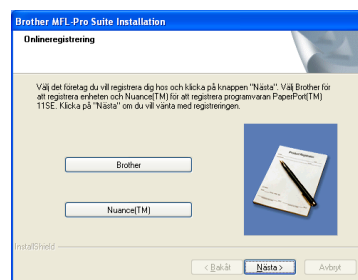 Brother MFL-Pro Suite Installation
Onlineregistrering
Välj det företag du vill registrera dig hos och klicka på knappen "Nästa". Välj Brother för
att registrera enheten och Nuance(TM) för att registrera programvaran PaperPort(TM)
11SE. Klicka på "Nästa" om du vill vänta med registreringen.
Brother
Nuance(TM)
InstallShield
< Bakåt Nästa > Avbryt